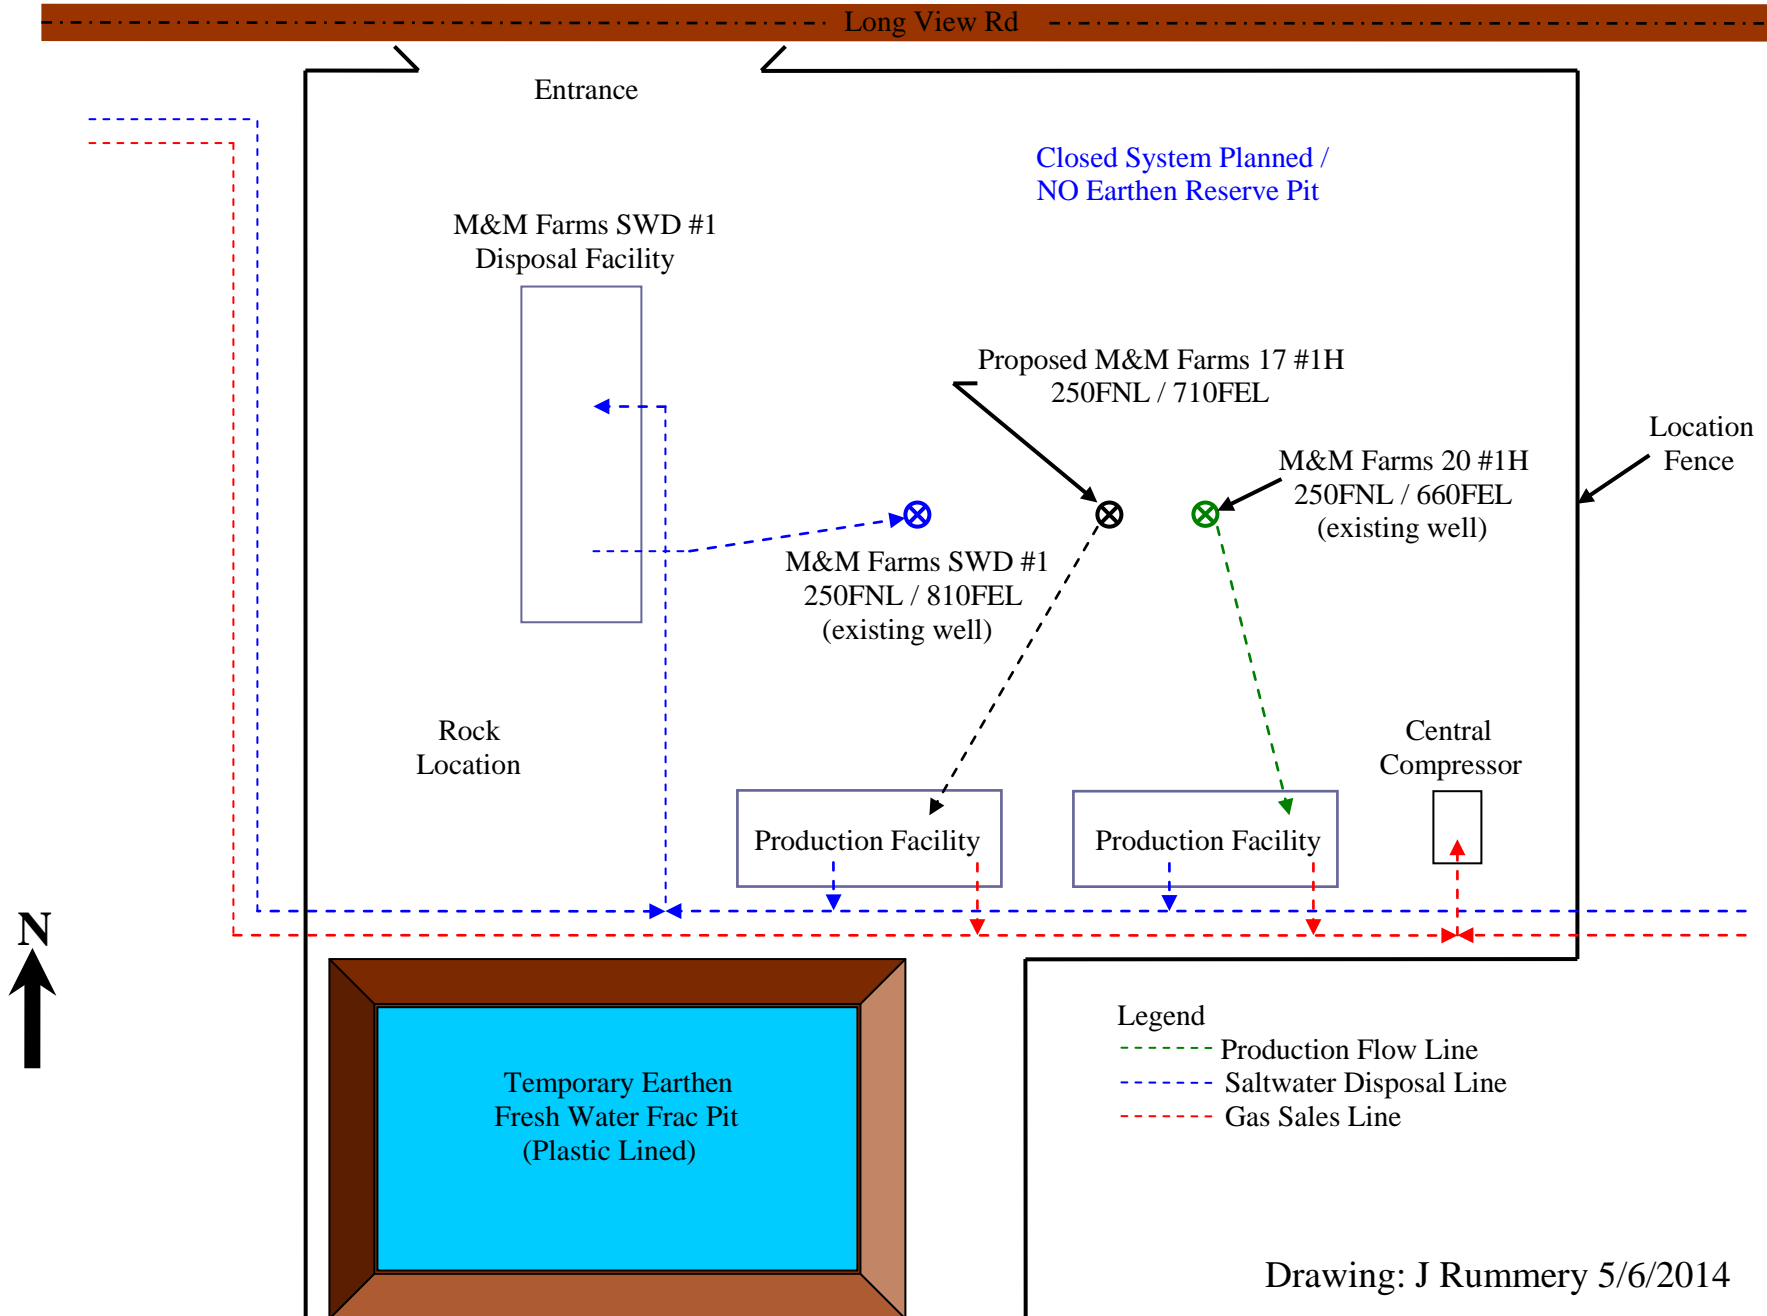 Long View Rd
Entrance
Closed System Planned /
NO Earthen Reserve Pit
M&M Farms SWD #1
Disposal Facility
Proposed M&M Farms 17 #1H
250FNL / 710FEL
Location
Fence
M&M Farms 20 #1H
250FNL / 660FEL
(existing well)
M&M Farms SWD #1
250FNL / 810FEL
(existing well)
Rock
Location
Central
Compressor
Production Facility
Production Facility
N
Legend
Production Flow Line
Saltwater Disposal Line
Gas Sales Line
Temporary Earthen
Fresh Water Frac Pit
(Plastic Lined)
Drawing: J Rummery 5/6/2014